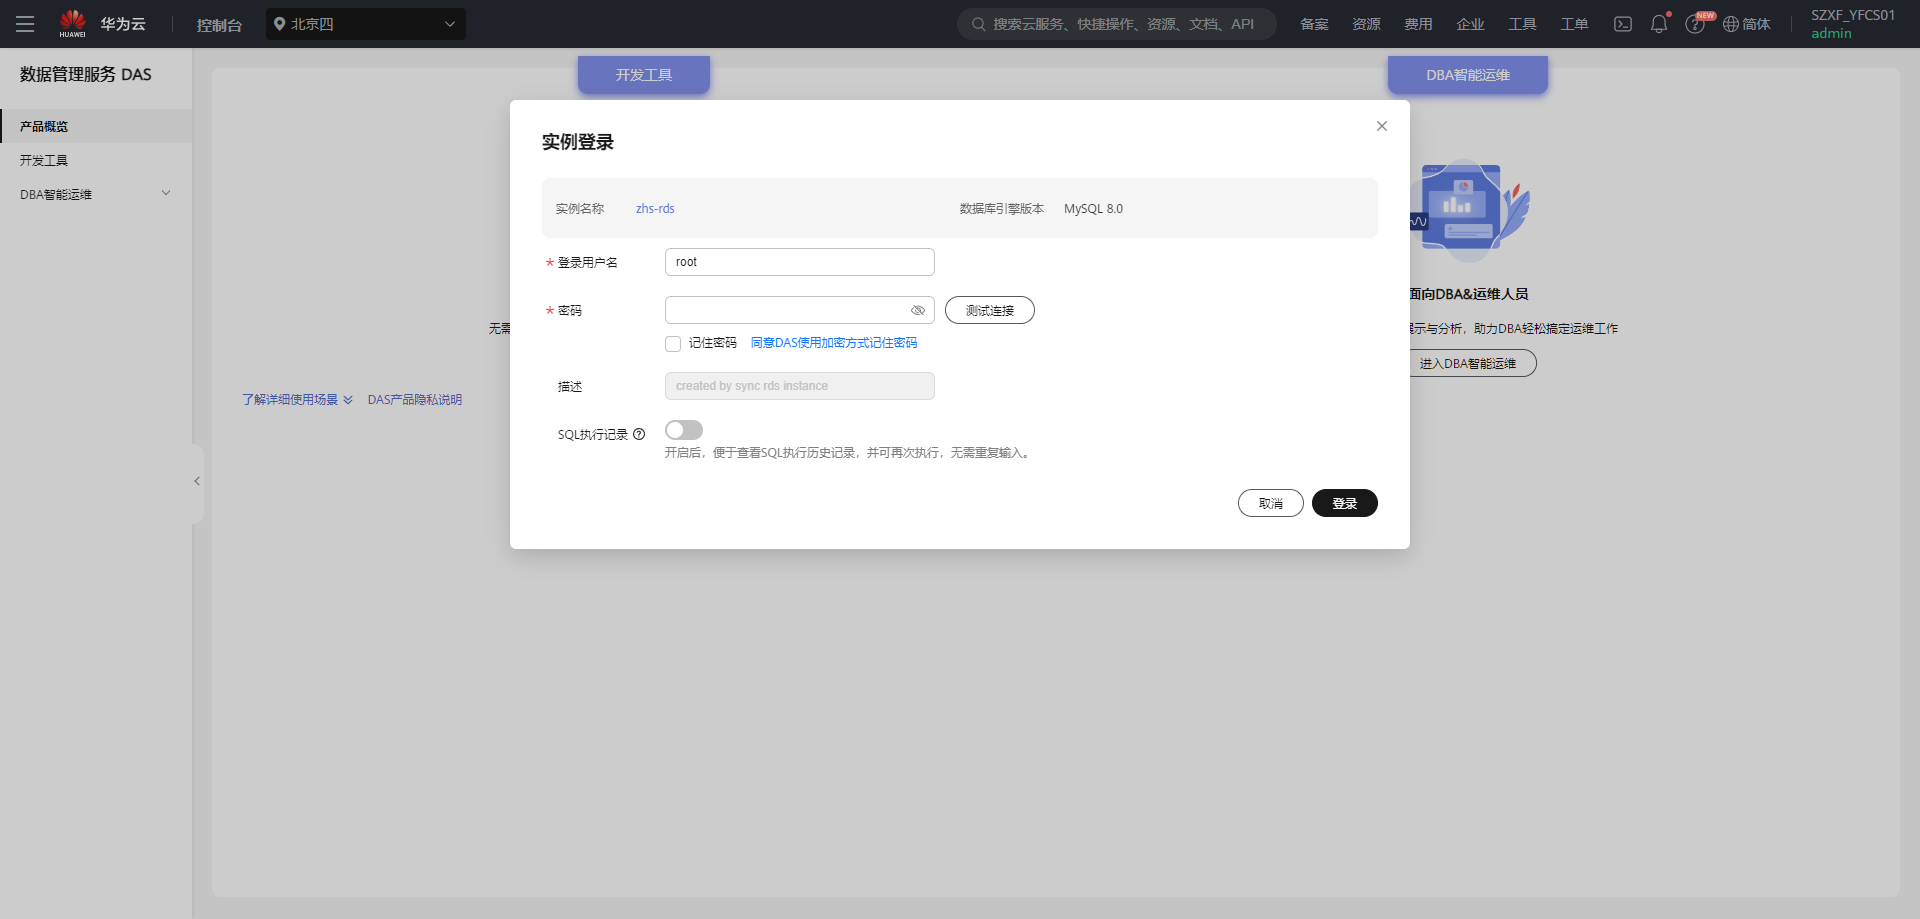 HUAWEI
华为云
控制台
北京四
搜索云服务、快捷操作、资源、文档、API
备案
资源
费用
企业
工具
工单
NEW
简体
SZXF_YFCS01
admin
数据管理服务 DAS
产品概览
开发工具
DBA智能运维
开发工具
DBA智能运维
实例登录
实例名称
zhs-rds
数据库引擎版本
MySQL 8.0
* 登录用户名
root
* 密码
测试连接
记住密码
同意DAS使用加密方式记住密码
描述
created by sync rds instance
SQL执行记录
开启后，便于查看SQL执行历史记录，并可再次执行，无需重复输入。
取消
登录
无需
了解详细使用场景
DAS产品隐私说明
面向DBA&运维人员
示与分析，助力DBA轻松搞定运维工作
进入DBA智能运维